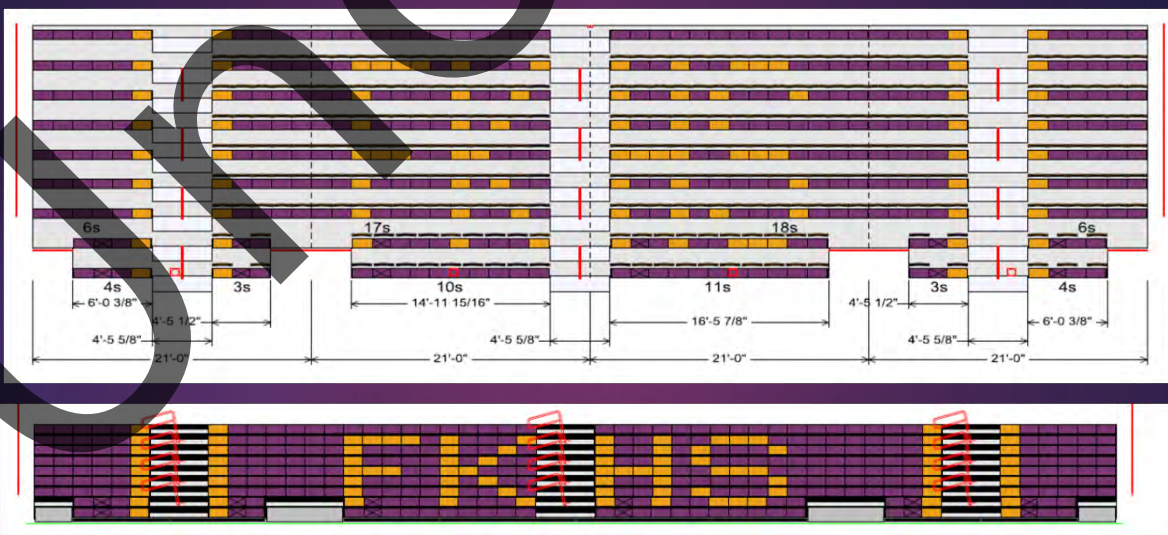 6s 17s 18s 6s
4s 3s 10s 11s 3s 4s
6'-0 3/8" 14'-11 15/16" 4'-5 1/2" 6'-0 3/8"
4'-5 1/2" 16'-5 7/8"
4'-5 5/8" 4'-5 5/8" 4'-5 5/8"
21'-0" 21'-0" 21'-0" 21'-0"
FKHS